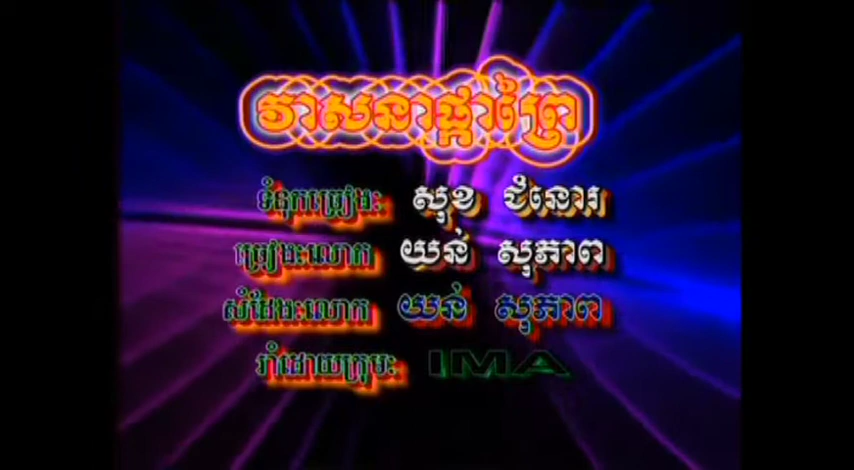 វាសនាផ្កាព្រៃ
ទំនុកច្រៀងៈ សុខ ជំនោរ
ច្រៀងៈលោក យន់ សុភាព
សំដែងៈលោក យន់ សុភាព
រាំដោយក្រុមៈ IMA